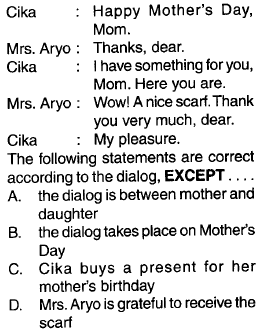 Cika : Happy Mother's Day,
Mom.
Mrs. Aryo : Thanks, dear.
Cika : I have something for you,
Mom. Here you are.
Mrs. Aryo : Wow! A nice scarf. Thank
you very much, dear.
Cika : My pleasure.
The following statements are correct
according to the dialog, EXCEPT ....
A. the dialog is between mother and
daughter
B. the dialog takes place on Mother's
Day
C. Cika buys a present for her
mother's birthday
D. Mrs. Aryo is grateful to receive the
scarf